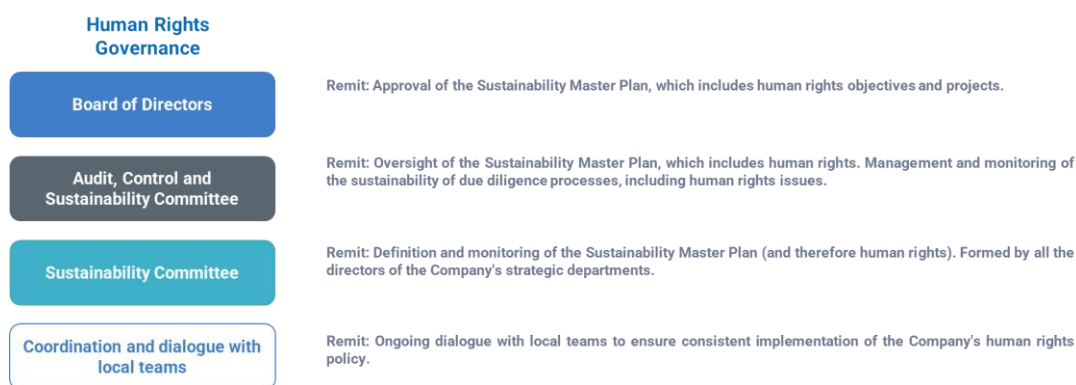 Human Rights
Governance
Board of Directors
Remit: Approval of the Sustainability Master Plan, which includes human rights objectives and projects.
Audit, Control and
Sustainability Committee
Remit: Oversight of the Sustainability Master Plan, which includes human rights. Management and monitoring of
the sustainability of due diligence processes, including human rights issues.
Sustainability Committee
Remit: Definition and monitoring of the Sustainability Master Plan (and therefore human rights). Formed by all the
directors of the Company's strategic departments.
Coordination and dialogue with
local teams
Remit: Ongoing dialogue with local teams to ensure consistent implementation of the Company's human rights
policy.